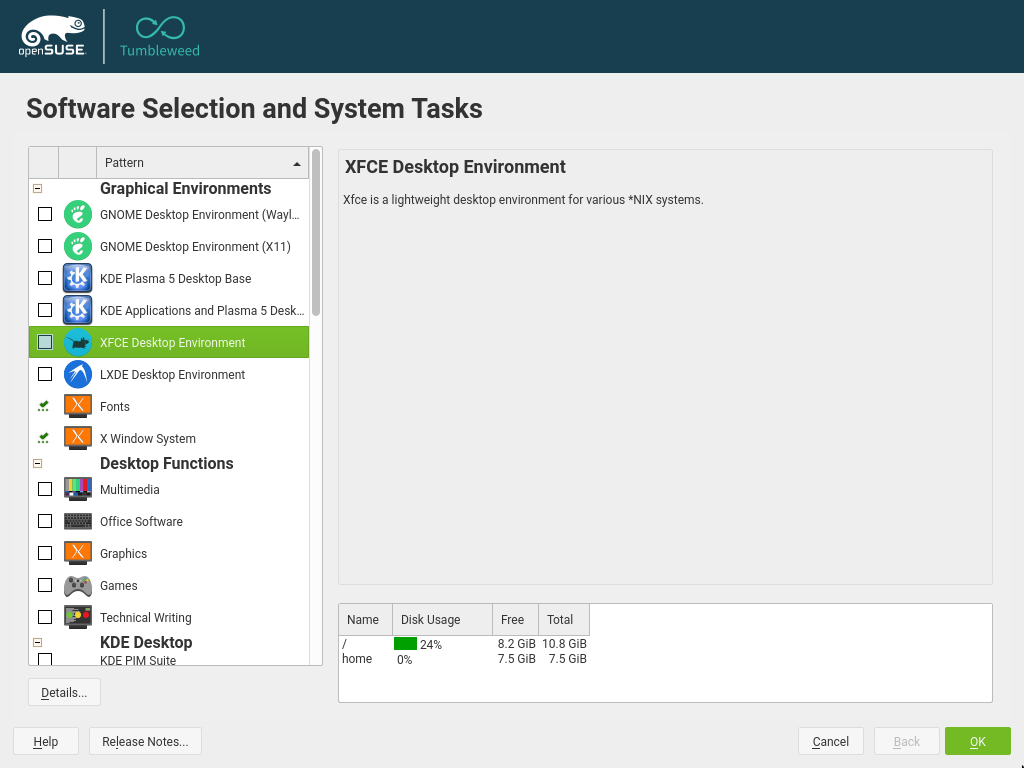 openSUSE
Tumbleweed
Software Selection and System Tasks
Pattern
Graphical Environments
GNOME Desktop Environment (Wayl...
GNOME Desktop Environment (X11)
KDE Plasma 5 Desktop Base
KDE Applications and Plasma 5 Desk...
XFCE Desktop Environment
LXDE Desktop Environment
Fonts
X Window System
Desktop Functions
Multimedia
Office Software
Graphics
Games
Technical Writing
KDE Desktop
KDE PIM Suite
XFCE Desktop Environment
Xfce is a lightweight desktop environment for various *NIX systems.
Name Disk Usage Free Total
/ 24% 8.2 GiB 10.8 GiB
home 0% 7.5 GiB 7.5 GiB
Details...
Help Release Notes... Cancel Back OK